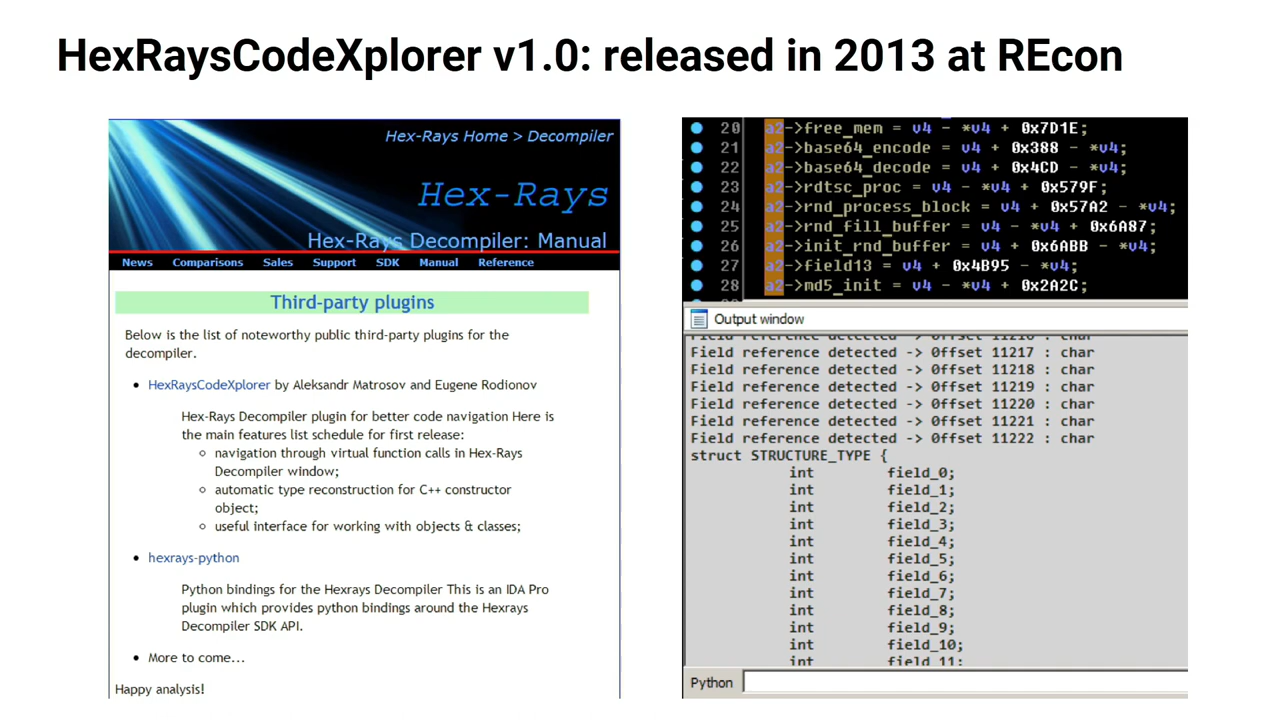 HexRaysCodeXplorer v1.0: released in 2013 at REcon
Hex-Rays Home > Decompiler
Hex-Rays
Hex-Rays Decompiler: Manual
News Comparisons Sales Support SDK Manual Reference
Third-party plugins
Below is the list of noteworthy public third-party plugins for the
decompiler.
• HexRaysCodeXplorer by Aleksandr Matrosov and Eugene Rodionov
Hex-Rays Decompiler plugin for better code navigation Here is
the main features list schedule for first release:
◦ navigation through virtual function calls in Hex-Rays
Decompiler window;
◦ automatic type reconstruction for C++ constructor
object;
◦ useful interface for working with objects & classes;
• hexrays-python
Python bindings for the Hexrays Decompiler This is an IDA Pro
plugin which provides python bindings around the Hexrays
Decompiler SDK API.
• More to come...
Happy analysis!
20 a2->free_mem = v4 - *v4 + 0x7D1E;
21 a2->base64_encode = v4 + 0x388 - *v4;
22 a2->base64_decode = v4 + 0x4CD - *v4;
23 a2->rdtsc_proc = v4 - *v4 + 0x579F;
24 a2->rnd_process_block = v4 + 0x57A2 - *v4;
25 a2->rnd_fill_buffer = v4 - *v4 + 0x6A87;
26 a2->init_rnd_buffer = v4 + 0x6ABB - *v4;
27 a2->field13 = v4 + 0x4B95 - *v4;
28 a2->md5_init = v4 - *v4 + 0x2A2C;
Output window
Field reference detected -> Offset 11216 : char
Field reference detected -> Offset 11217 : char
Field reference detected -> Offset 11218 : char
Field reference detected -> Offset 11219 : char
Field reference detected -> Offset 11220 : char
Field reference detected -> Offset 11221 : char
Field reference detected -> Offset 11222 : char
struct STRUCTURE_TYPE {
int field_0;
int field_1;
int field_2;
int field_3;
int field_4;
int field_5;
int field_6;
int field_7;
int field_8;
int field_9;
int field_10;
int field_11;
Python